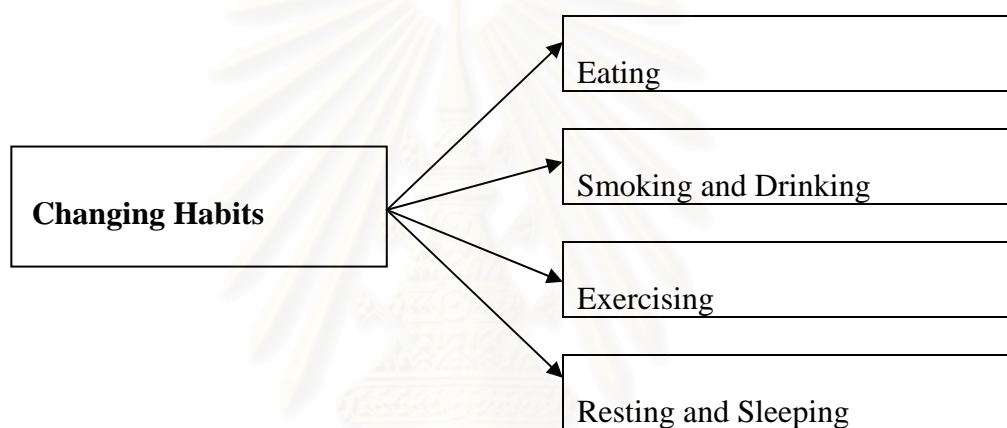 Eating
Smoking and Drinking
Changing Habits
Exercising
Resting and Sleeping